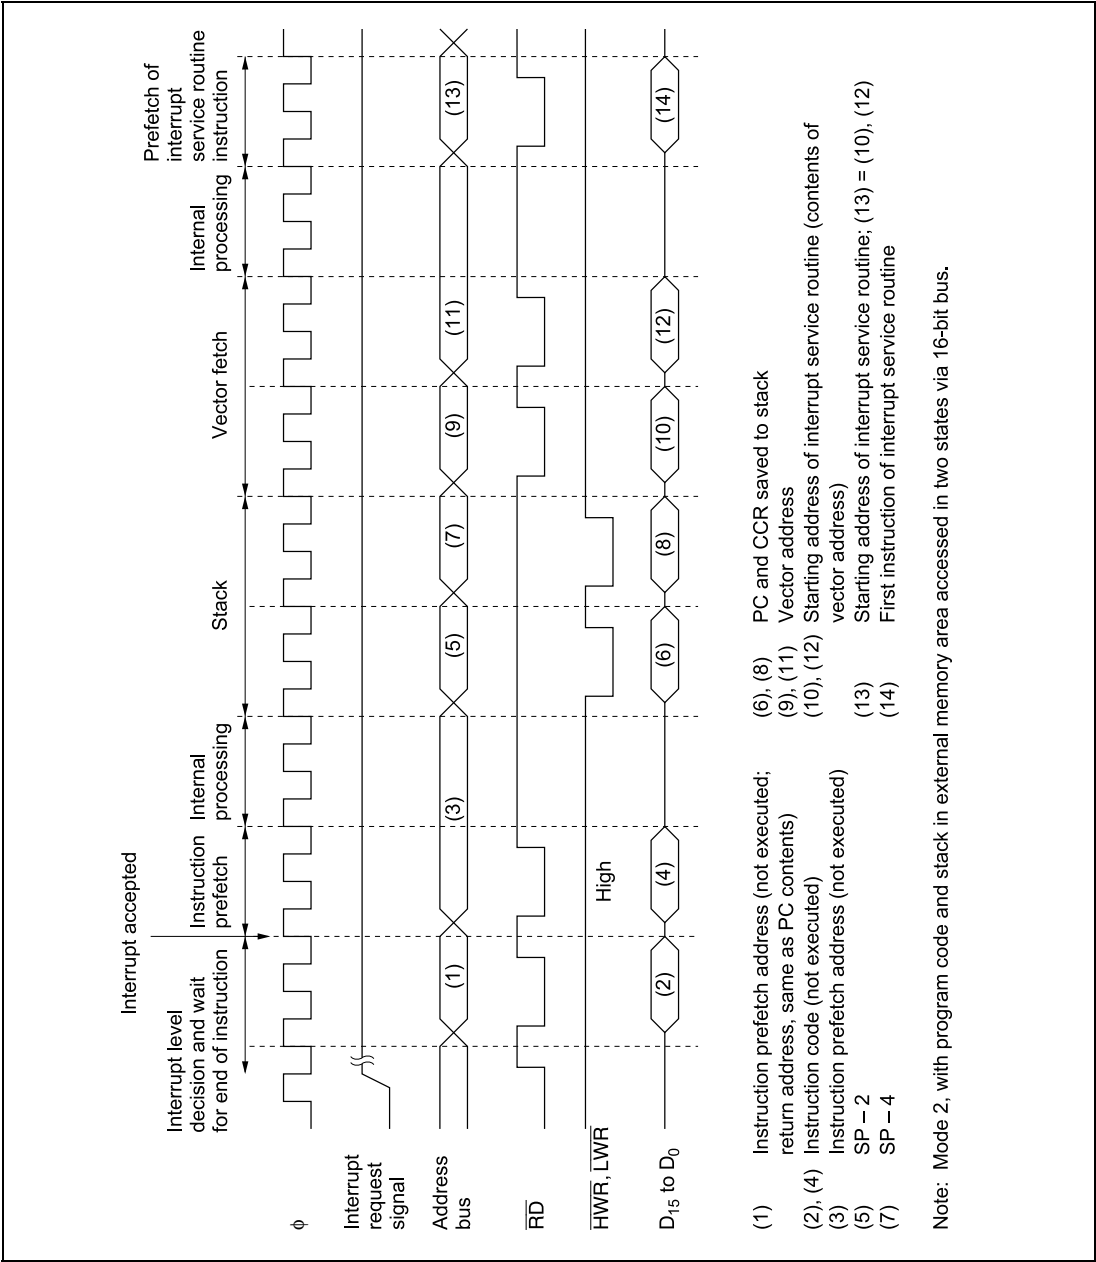 Interrupt accepted
Interrupt level
decision and wait
for end of instruction
Instruction
prefetch
Internal
processing
Stack
Vector fetch
Internal
processing
Prefetch of
interrupt
service routine
instruction
φ
Interrupt
request
signal
Address
bus
(1)
(3)
(5)
(7)
(9)
(11)
(13)
RD
HWR, LWR
High
D15 to D0
(2)
(4)
(6)
(8)
(10)
(12)
(14)
(1) Instruction prefetch address (not executed;
return address, same as PC contents)
(2), (4) Instruction code (not executed)
(3) Instruction prefetch address (not executed)
(5) SP – 2
(7) SP – 4
(6), (8) PC and CCR saved to stack
(9), (11) Vector address
(10), (12) Starting address of interrupt service routine (contents of
vector address)
(13) Starting address of interrupt service routine; (13) = (10), (12)
(14) First instruction of interrupt service routine
Note: Mode 2, with program code and stack in external memory area accessed in two states via 16-bit bus.